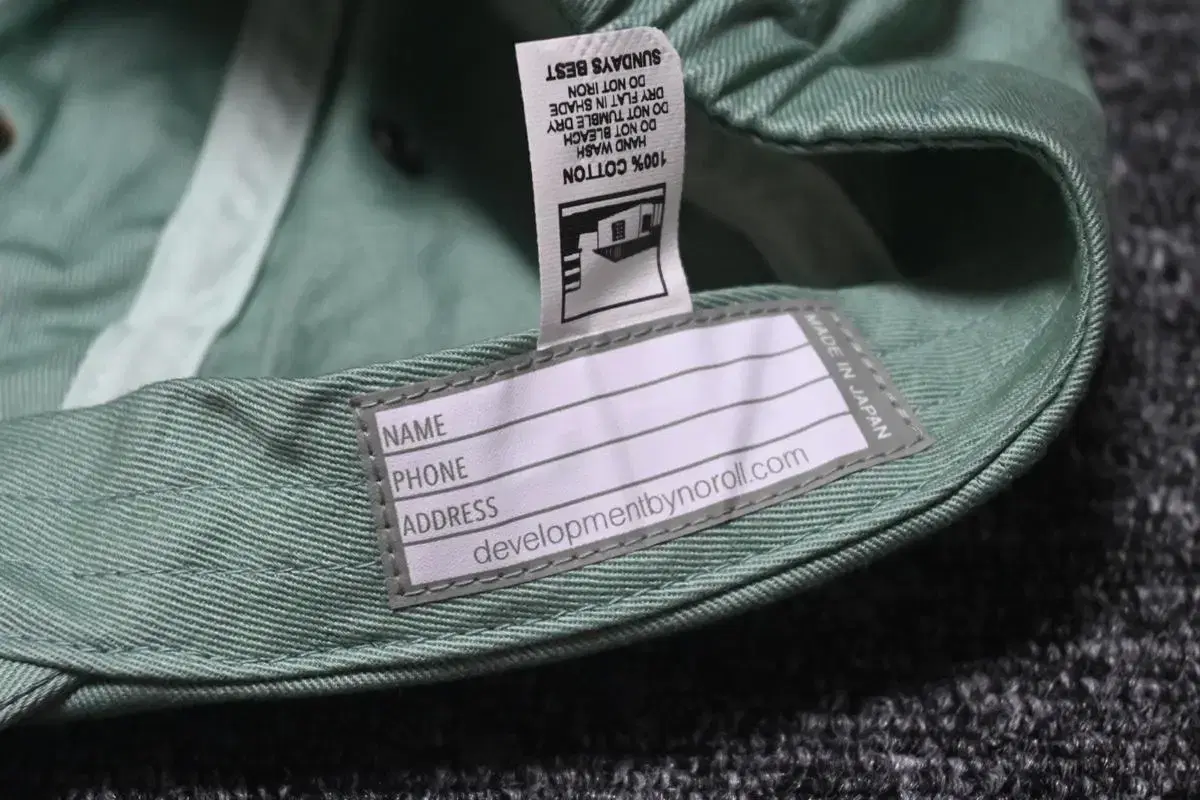 100% COTTON
HAND WASH
DO NOT BLEACH
DO NOT TUMBLE DRY
DRY FLAT IN SHADE
DO NOT IRON
SUNDAYS BEST
NAME
PHONE
ADDRESS
developmentbynoroll.com
MADE IN JAPAN